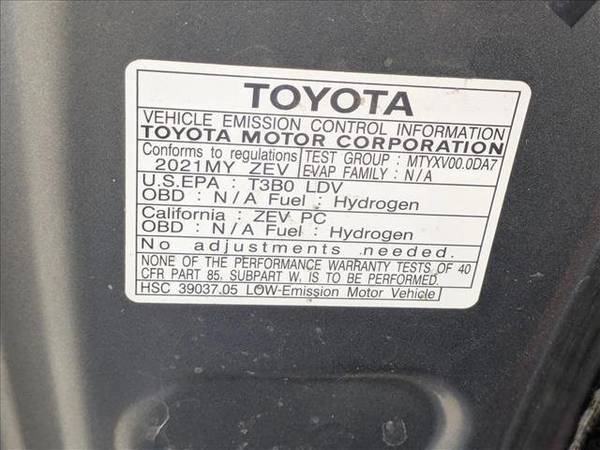 TOYOTA
VEHICLE EMISSION CONTROL INFORMATION
TOYOTA MOTOR CORPORATION
Conforms to regulations TEST GROUP : MTYXV00.0DA7
2021MY ZEV EVAP FAMILY : N/A
U.S.EPA : T3B0 LDV
OBD : N/A Fuel : Hydrogen
California : ZEV PC
OBD : N/A Fuel : Hydrogen
No adjustments needed.
NONE OF THE PERFORMANCE WARRANTY TESTS OF 40
CFR PART 85. SUBPART W, IS TO BE PERFORMED.
HSC 39037.05 LOW-Emission Motor Vehicle